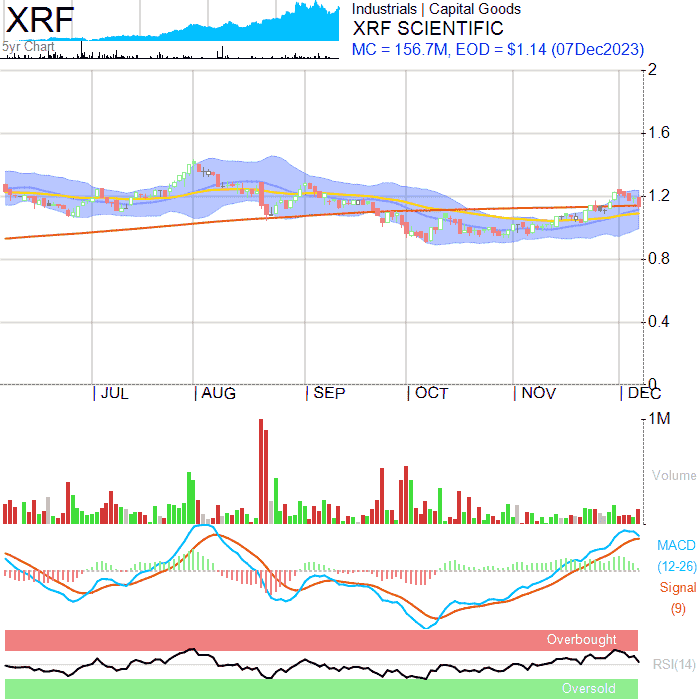 XRF
5yr Chart
Industrials | Capital Goods
XRF SCIENTIFIC
MC = 156.7M, EOD = $1.14 (07Dec2023)
2
1.6
1.2
0.8
0.4
0
JUL AUG SEP OCT NOV DEC
1M
Volume
MACD
(12-26)
Signal
(9)
Overbought
RSI(14)
Oversold